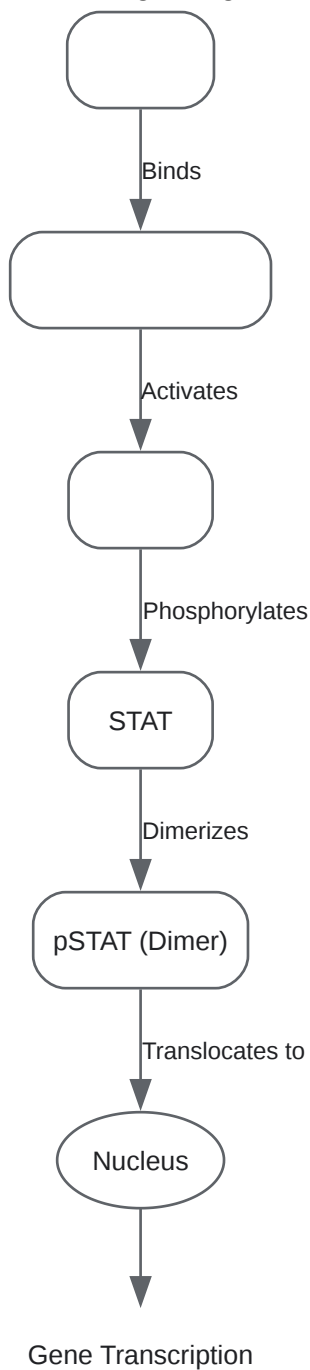 Binds
Activates
Phosphorylates
STAT
Dimerizes
pSTAT (Dimer)
Translocates to
Nucleus
Gene Transcription